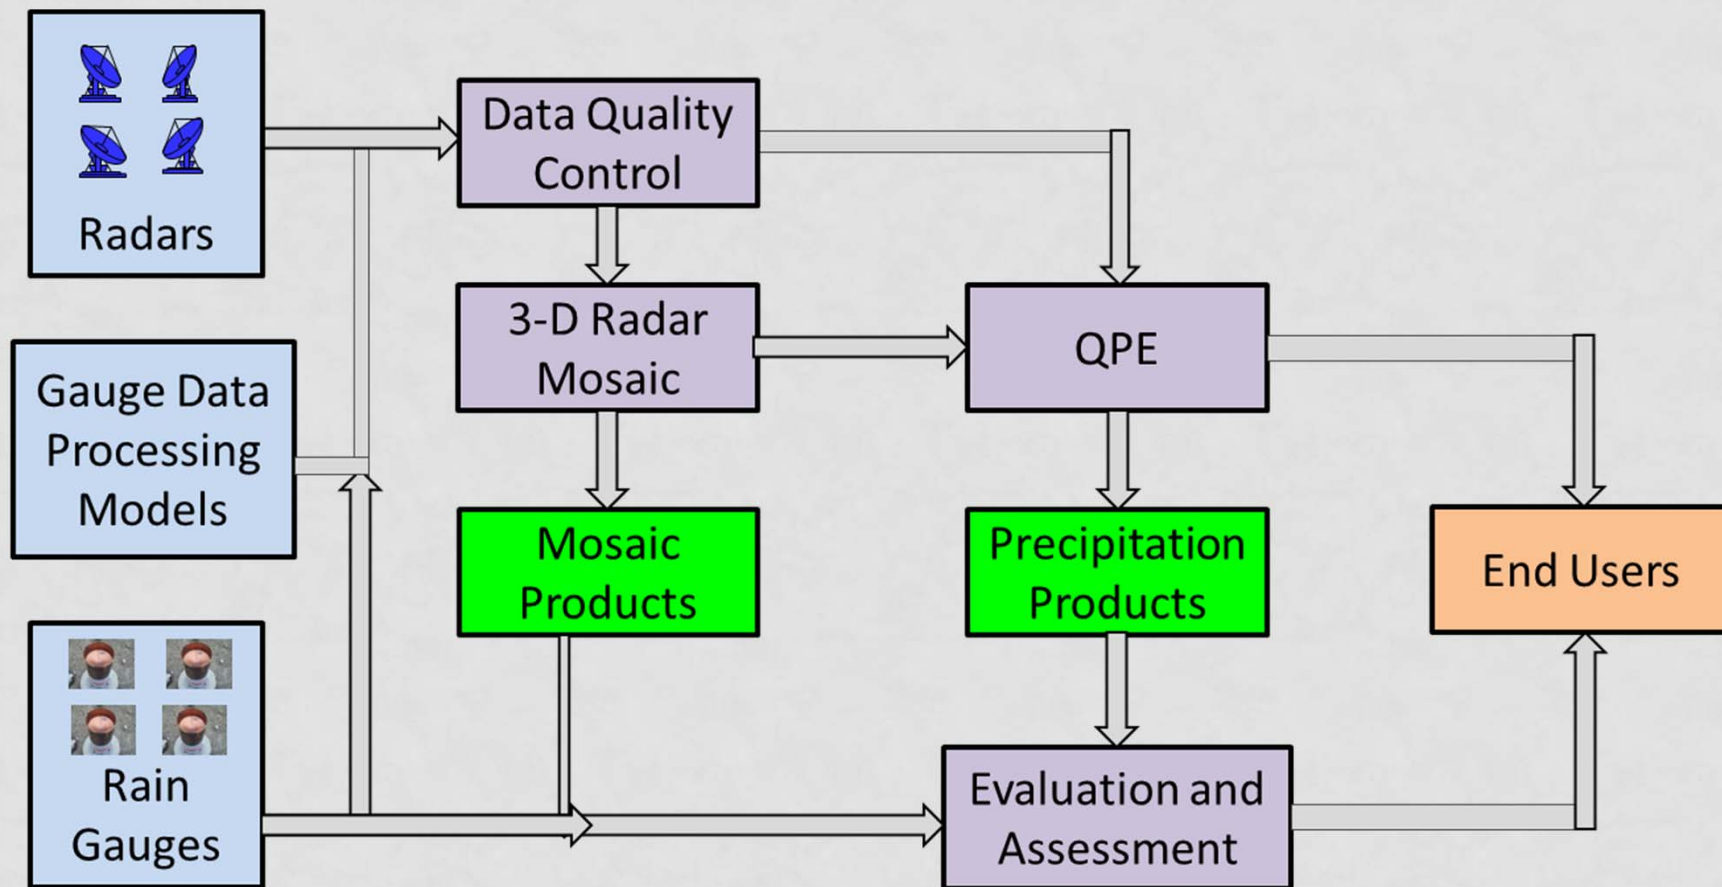 Radars
Data Quality
Control
3-D Radar
Mosaic
QPE
Gauge Data
Processing
Models
Mosaic
Products
Precipitation
Products
End Users
Rain
Gauges
Evaluation and
Assessment